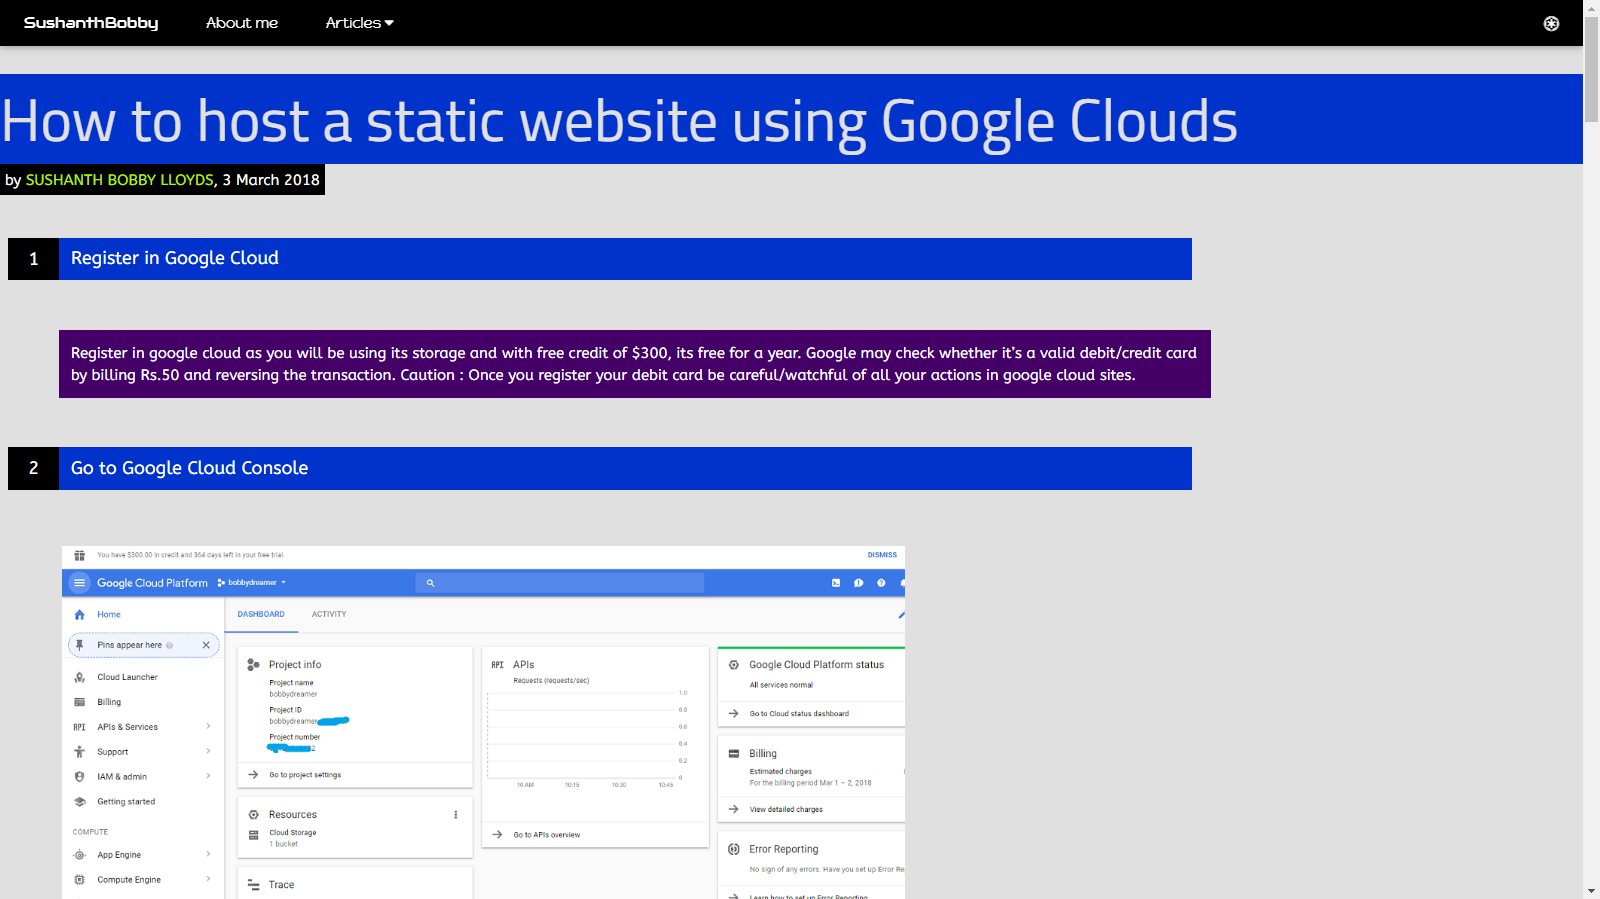 SushanthBobby About me Articles
How to host a static website using Google Clouds
by SUSHANTH BOBBY LLOYDS, 3 March 2018
1 Register in Google Cloud
Register in google cloud as you will be using its storage and with free credit of $300, its free for a year. Google may check whether it's a valid debit/credit card
by billing Rs.50 and reversing the transaction. Caution : Once you register your debit card be careful/watchful of all your actions in google cloud sites.
2 Go to Google Cloud Console
You have $300.00 in credit and 364 days left in your free trial.
DISMISS
Google Cloud Platform bobbydreamer
Home
Pins appear here
Cloud Launcher
Billing
API APIs & Services
Support
IAM & admin
Getting started
COMPUTE
App Engine
Compute Engine
DASHBOARD ACTIVITY
Project info
Project name
bobbydreamer
Project ID
bobbydreamer
Project number
2
Go to project settings
Resources
Cloud Storage
1 bucket
Trace
API APIs
Requests (requests/sec)
1.0
0.8
0.6
0.4
0.2
0
10 AM 10:15 10:30 10:45
Go to APIs overview
Google Cloud Platform status
All services normal
Go to Cloud status dashboard
Billing
Estimated charges
For the billing period Mar 1 – 2, 2018
View detailed charges
Error Reporting
No sign of any errors. Have you set up Error Re
Learn how to set up Error Reporting